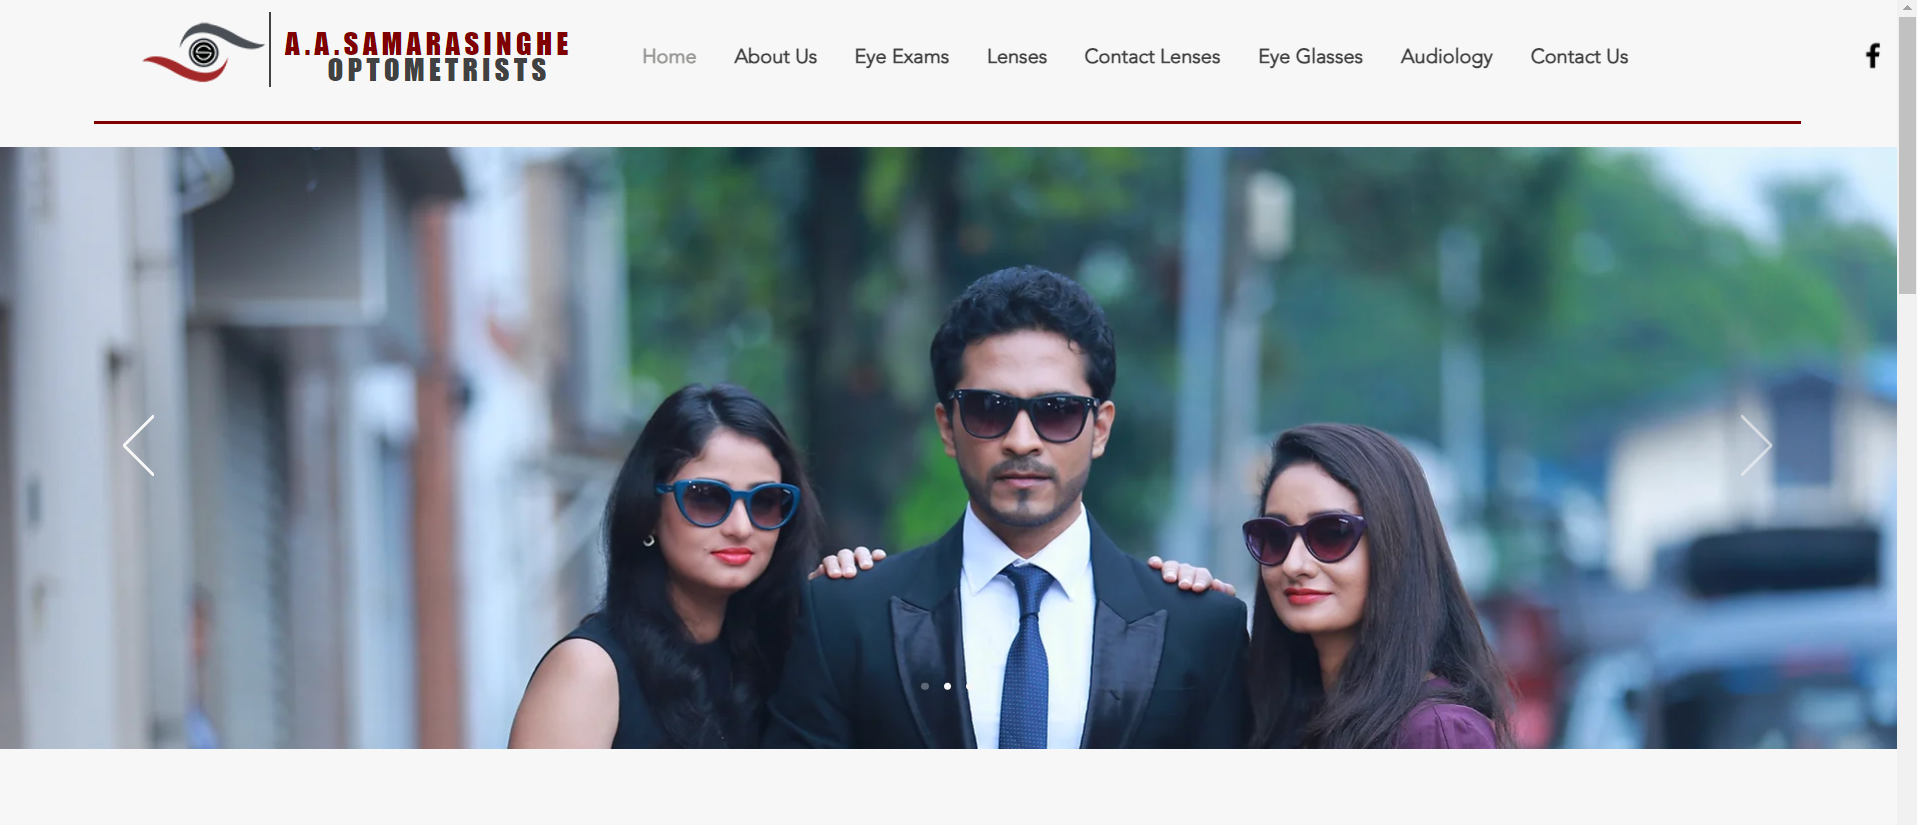 A.A.SAMARASINGHE
OPTOMETRISTS
Home About Us Eye Exams Lenses Contact Lenses Eye Glasses Audiology Contact Us